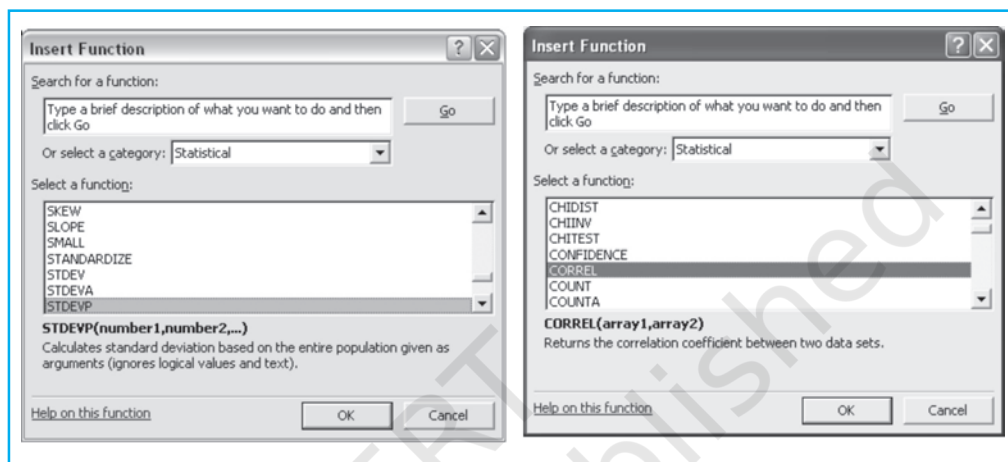 Insert Function
Search for a function:
Type a brief description of what you want to do and then
click Go
Go
Or select a category: Statistical
Select a function:
SKEW
SLOPE
SMALL
STANDARDIZE
STDEV
STDEVA
STDEVP
STDEVP(number1,number2,...)
Calculates standard deviation based on the entire population given as
arguments (ignores logical values and text).
Help on this function
OK
Cancel
Insert Function
Search for a function:
Type a brief description of what you want to do and then
click Go
Go
Or select a category: Statistical
Select a function:
CHIDIST
CHIINV
CHITEST
CONFIDENCE
CORREL
COUNT
COUNTA
CORREL(array1,array2)
Returns the correlation coefficient between two data sets.
Help on this function
OK
Cancel